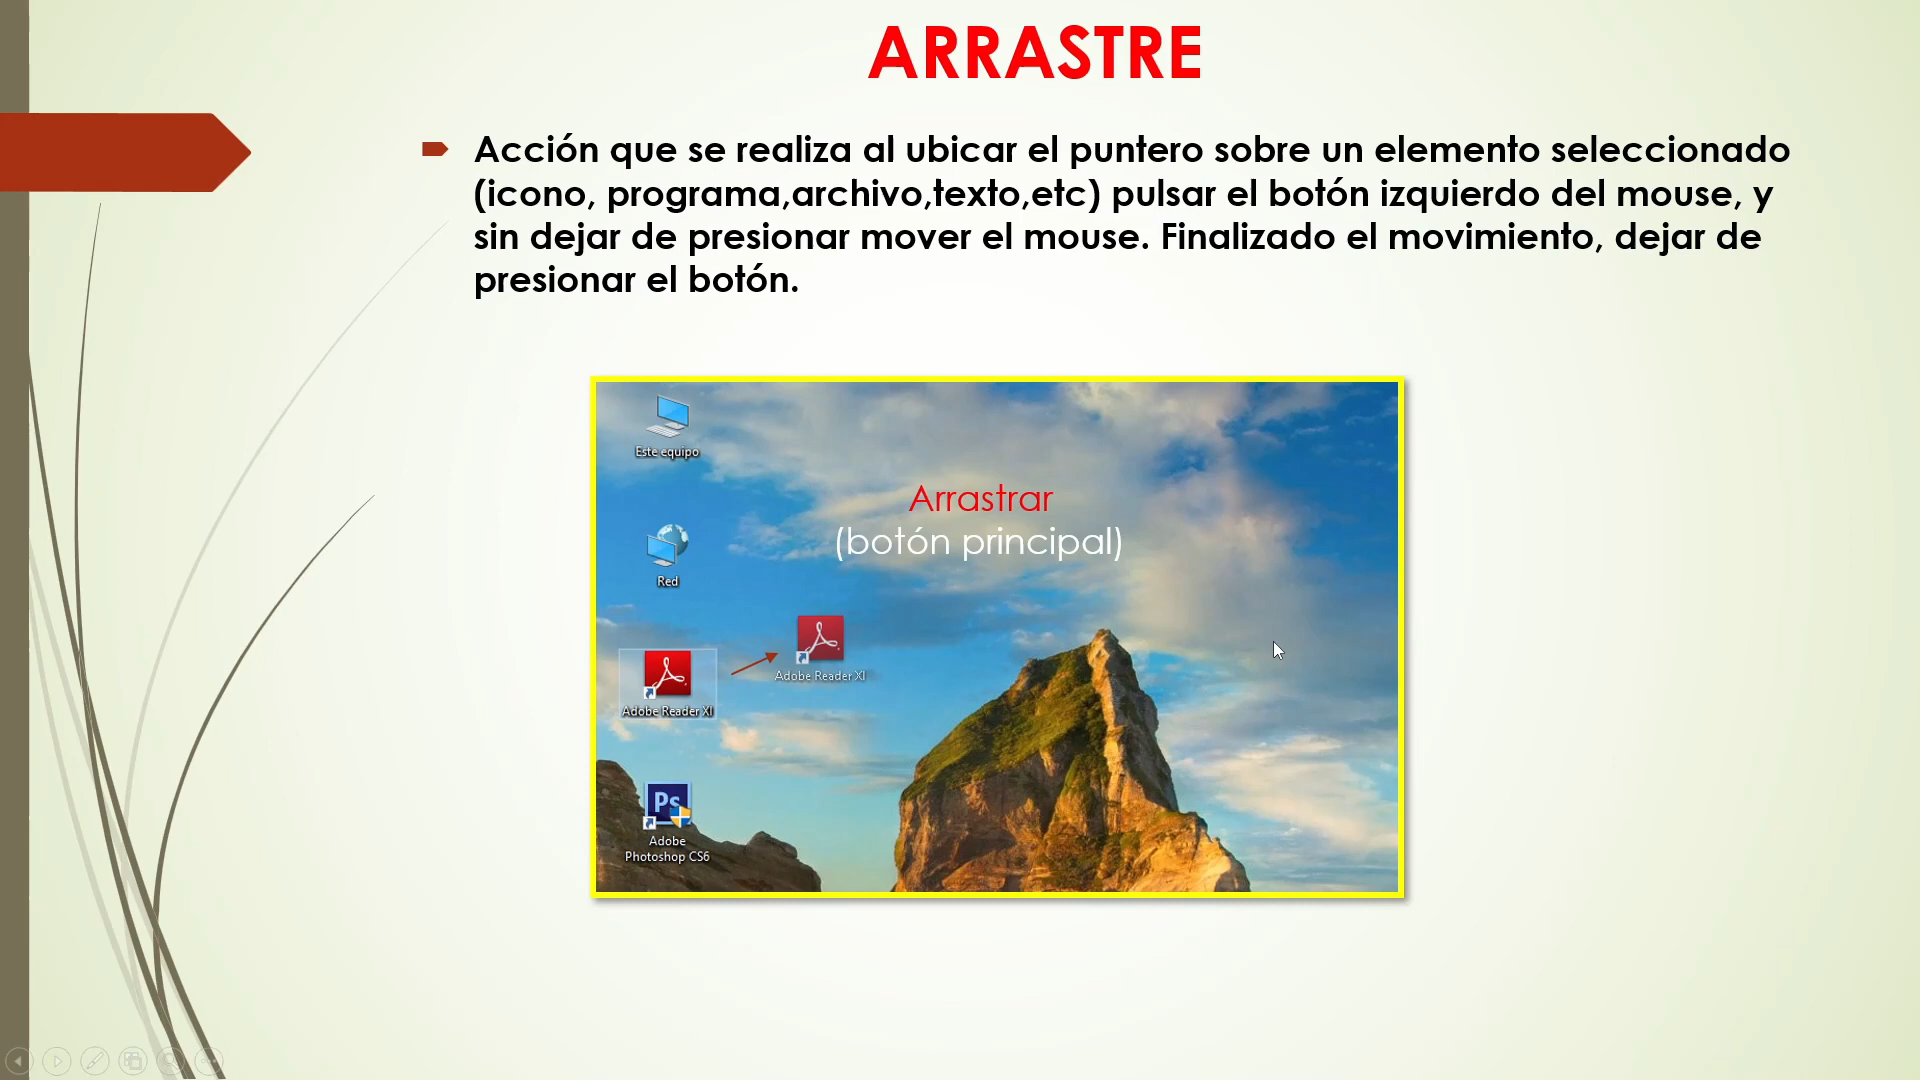 ARRASTRE
Acción que se realiza al ubicar el puntero sobre un elemento seleccionado
(icono, programa,archivo,texto,etc) pulsar el botón izquierdo del mouse, y
sin dejar de presionar mover el mouse. Finalizado el movimiento, dejar de
presionar el botón.
Este equipo
Arrastrar
(botón principal)
Red
Adobe Reader XI
Adobe Reader XI
Ps
Adobe
Photoshop CS6